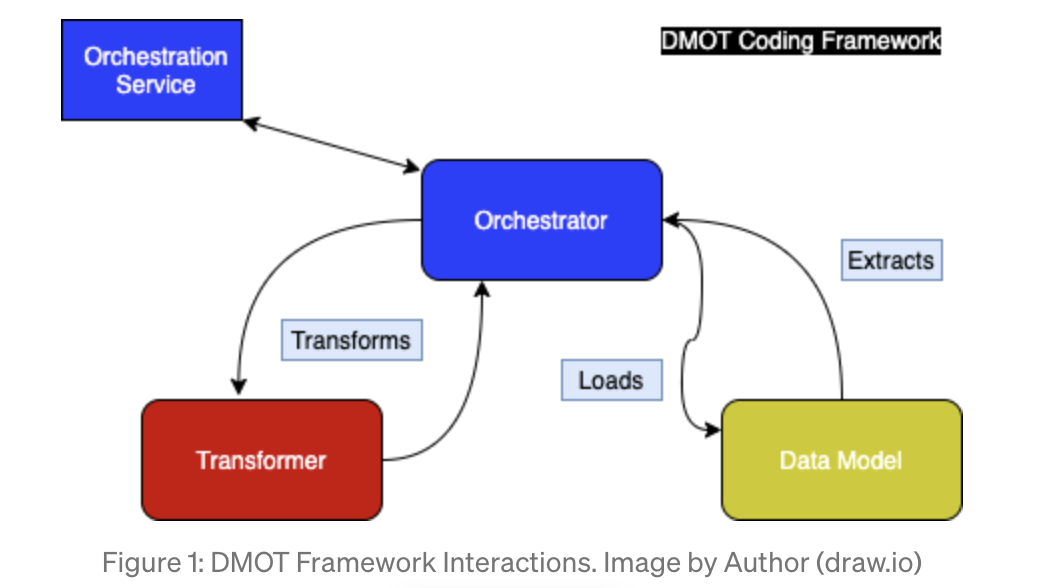 Orchestration
Service
DMOT Coding Framework
Orchestrator
Extracts
Transforms
Loads
Transformer
Data Model
Figure 1: DMOT Framework Interactions. Image by Author (draw.io)